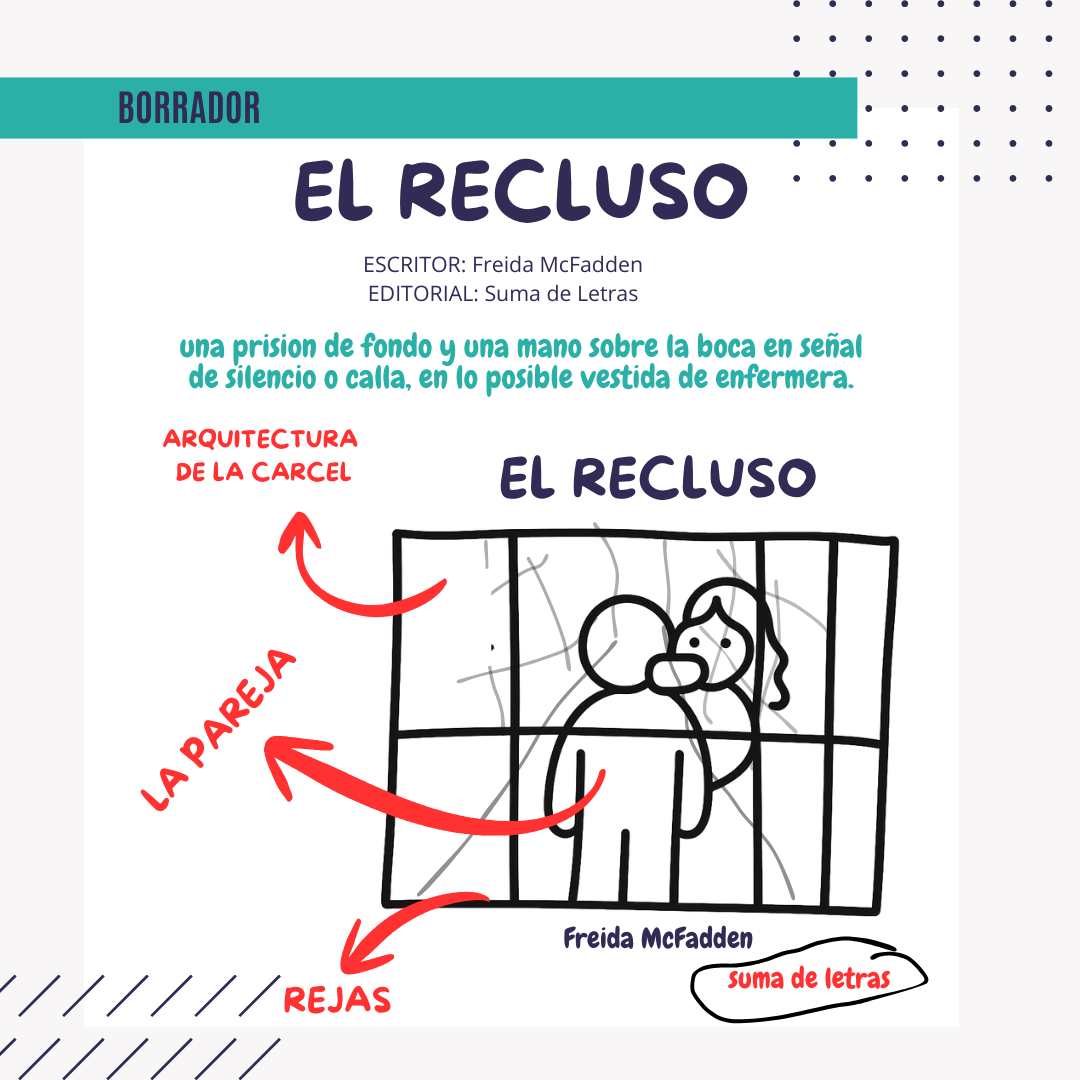 BORRADOR
EL RECLUSO
ESCRITOR: Freida McFadden
EDITORIAL: Suma de Letras
una prision de fondo y una mano sobre la boca en señal
de silencio o calla, en lo posible vestida de enfermera.
ARQUITECTURA
DE LA CARCEL
EL RECLUSO
LA PAREJA
Freida McFadden
suma de letras
REJAS